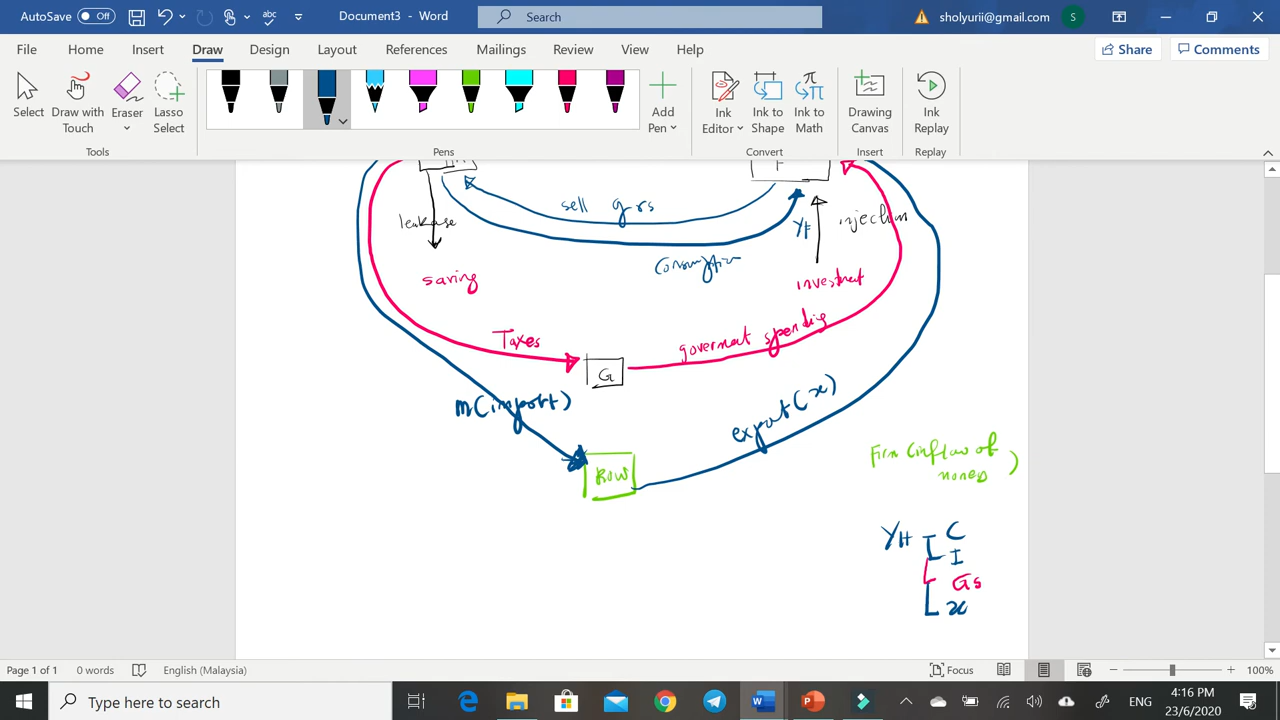 AutoSave Off
Document3 - Word
Search
sholyurii@gmail.com
S
File Home Insert Draw Design Layout References Mailings Review View Help
Share
Comments
Select
Draw with Touch
Eraser
Lasso Select
Add Pen
Ink Editor
Ink to Shape
Ink to Math
Drawing Canvas
Ink Replay
Tools
Pens
Convert
Insert
Replay
F
sell g rs
leakase
YF
injection
Consumption
saving
investment
Taxes
government spending
G
m(import)
export(x)
ROW
Firm (inflow of
money)
YH
C
I
Gs
x
Page 1 of 1
0 words
English (Malaysia)
Focus
100%
Type here to search
ENG
4:16 PM
23/6/2020